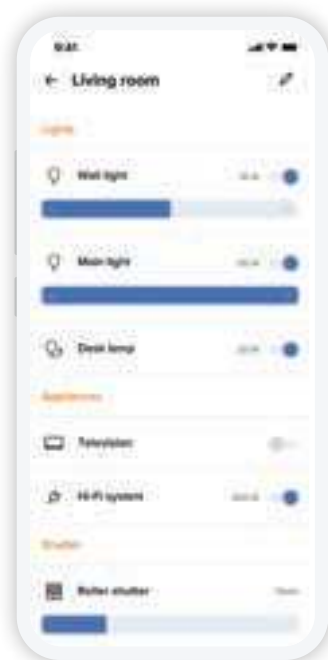 9:41
Living room
Lights
Wall light
Main light
Desk lamp
Appliances
Television
Hi-Fi system
Shutter
Roller shutter